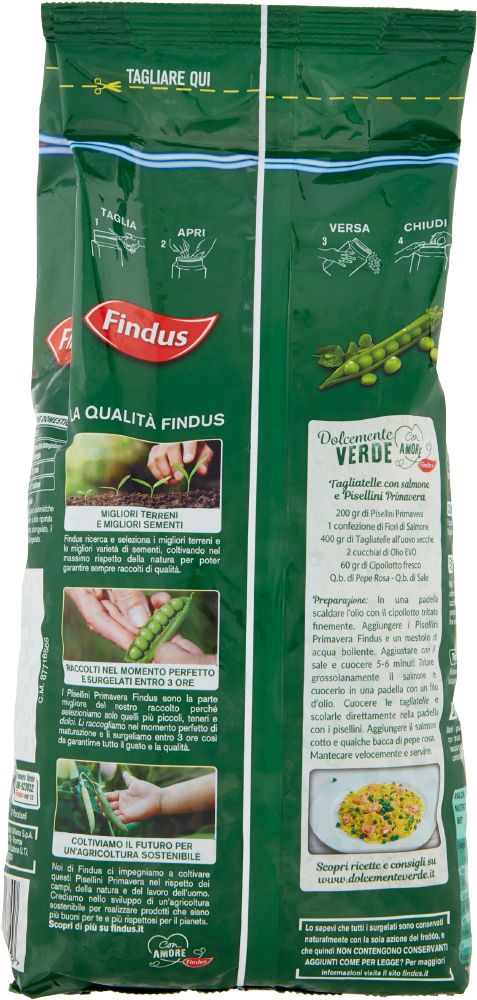 TAGLIARE QUI
1 TAGLIA
2 APRI
3 VERSA
4 CHIUDI
Findus
LA QUALITÀ FINDUS
MIGLIORI TERRENI
E MIGLIORI SEMENTI
Findus ricerca e seleziona i migliori terreni e
le migliori varietà di sementi, coltivando nel
massimo rispetto della natura per poter
garantire sempre raccolti di qualità.
RACCOLTI NEL MOMENTO PERFETTO
E SURGELATI ENTRO 3 ORE
I Pisellini Primavera Findus sono la parte
migliore del nostro raccolto perché
selezioniamo solo quelli più piccoli, teneri e
dolci. Li raccogliamo nel momento perfetto di
maturazione e li surgeliamo entro 3 ore così
da garantirne tutto il gusto e la qualità.
COLTIVIAMO IL FUTURO PER
UN'AGRICOLTURA SOSTENIBILE
Noi di Findus ci impegniamo a coltivare
questi Pisellini Primavera nel rispetto dei
campi, della natura e del lavoro dell'uomo.
Crediamo nello sviluppo di un'agricoltura
sostenibile per realizzare prodotti che siano
più buoni per te e più rispettosi per il pianeta.
Scopri di più su findus.it
Con
AMORE
Findus
Dolcemente
VERDE
Con
AMORE
Findus
Tagliatelle con salmone
e Pisellini Primavera
200 gr di Pisellini Primavera
1 confezione di Fiori di Salmone
400 gr di Tagliatelle all'uovo secche
2 cucchiai di Olio EVO
60 gr di Cipollotto fresco
Q.b. di Pepe Rosa - Q.b. di Sale
Preparazione: In una padella
scaldare l'olio con il cipollotto tritato
finemente. Aggiungere i Pisellini
Primavera Findus e un mestolo di
acqua bollente. Aggiustare con il
sale e cuocere 5-6 minuti. Tritare
grossolanamente il salmone e
cuocerlo in una padella con un filo
d'olio. Cuocere le tagliatelle e
scolarle direttamente nella padella
con i pisellini. Aggiungere il salmone
cotto e qualche bacca di pepe rosa.
Mantecare velocemente e servire.
Scopri ricette e consigli su
www.dolcementeverde.it
Lo sapevi che tutti i surgelati sono conservati
naturalmente con la sola azione del freddo, e
che quindi NON CONTENGONO CONSERVANTI
AGGIUNTI COME PER LEGGE? Per maggiori
informazioni visita il sito findus.it